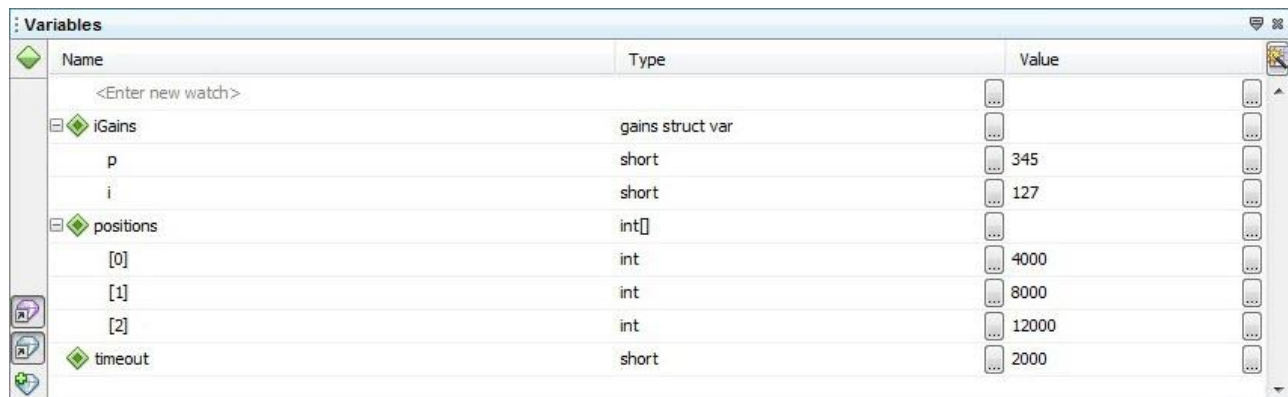 Variables
Name Type Value
<Enter new watch> ... ...
iGains gains struct var ... ...
p short ... 345 ...
i short ... 127 ...
positions int[] ... ...
[0] int ... 4000 ...
[1] int ... 8000 ...
[2] int ... 12000 ...
timeout short ... 2000 ...